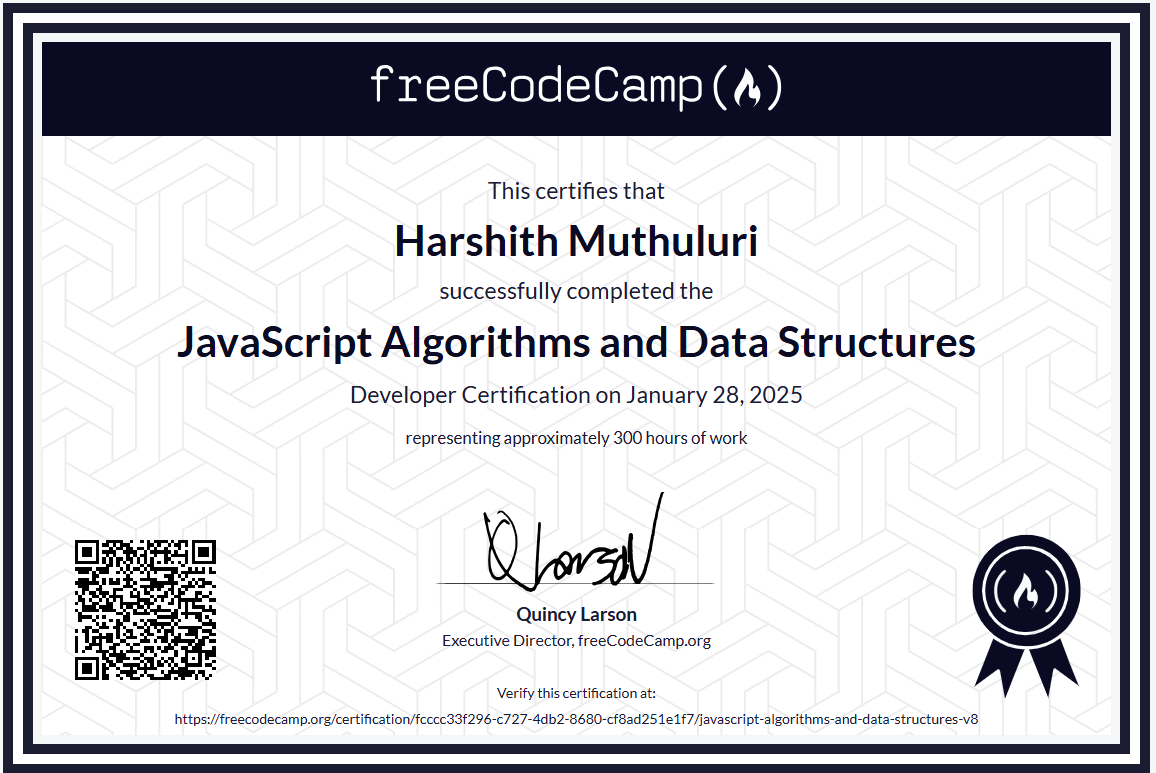 freeCodeCamp
This certifies that
Harshith Muthuluri
successfully completed the
JavaScript Algorithms and Data Structures
Developer Certification on January 28, 2025
representing approximately 300 hours of work
Q Larson
Quincy Larson
Executive Director, freeCodeCamp.org
Verify this certification at:
https://freecodecamp.org/certification/fcccc33f296-c727-4db2-8680-cf8ad251e1f7/javascript-algorithms-and-data-structures-v8